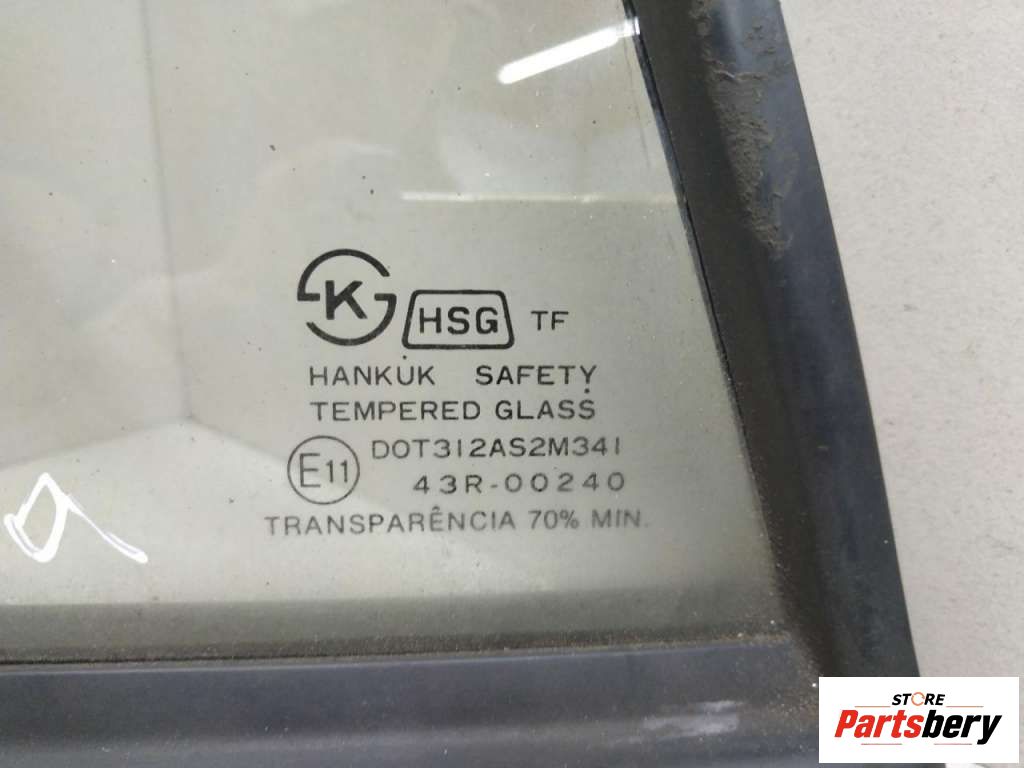 K HSG TF
HANKUK SAFETY
TEMPERED GLASS
DOT312AS2M341
E11 43R-00240
TRANSPARÊNCIA 70% MIN.
STORE
Partsbery